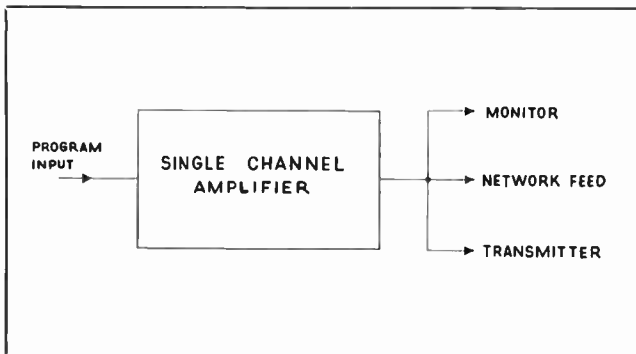 PROGRAM
INPUT
SINGLE CHANNEL
AMPLIFIER
MONITOR
NETWORK FEED
TRANSMITTER